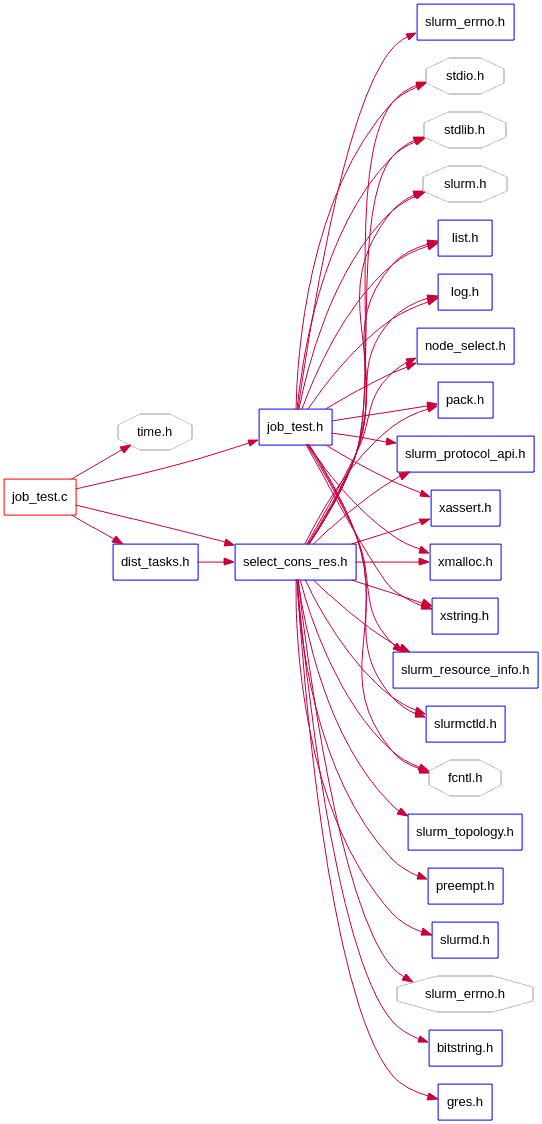 slurm_errno.h
stdio.h
stdlib.h
slurm.h
list.h
log.h
node_select.h
pack.h
job_test.h
time.h
slurm_protocol_api.h
job_test.c
xassert.h
dist_tasks.h
select_cons_res.h
xmalloc.h
xstring.h
slurm_resource_info.h
slurmctld.h
fcntl.h
slurm_topology.h
preempt.h
slurmd.h
slurm_errno.h
bitstring.h
gres.h